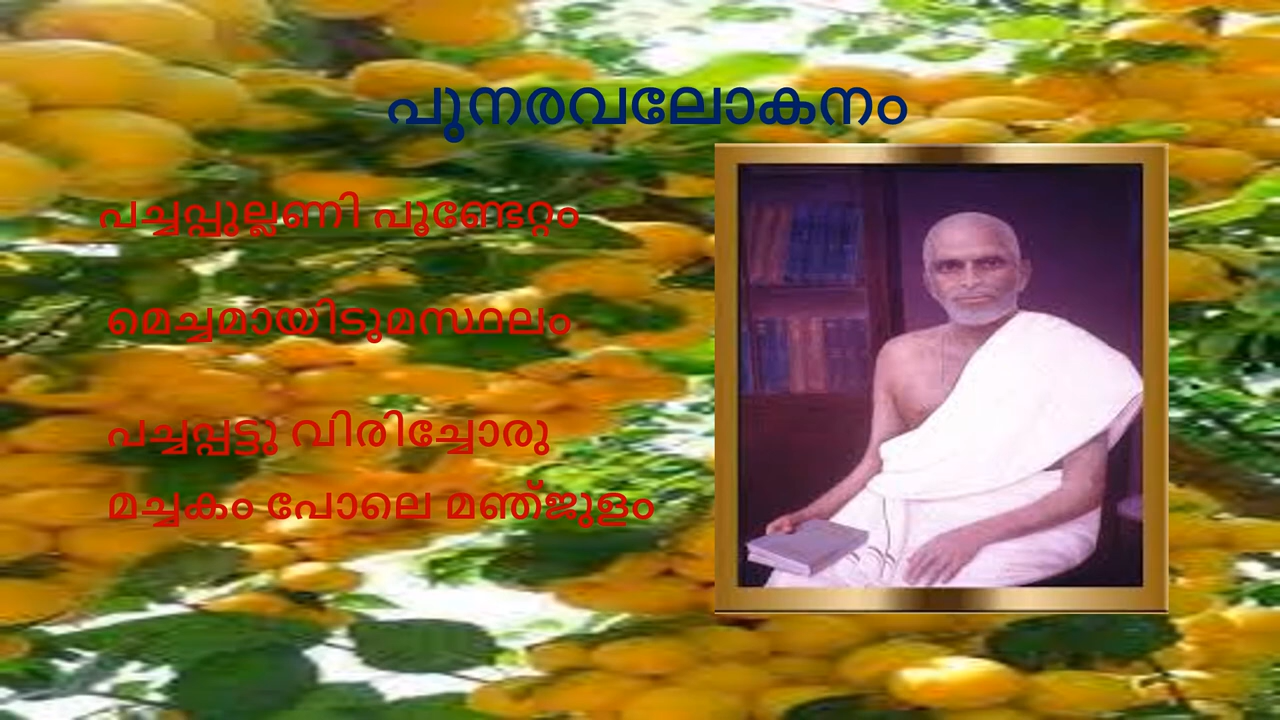 പുനരവലോകനം
പച്ചപ്പുല്ലണി പൂണ്ടേറ്റം
മെച്ചമായിടുമസ്ഥലം
പച്ചപ്പട്ടു വിരിച്ചോരു
മച്ചകം പോലെ മഞ്ജുളം